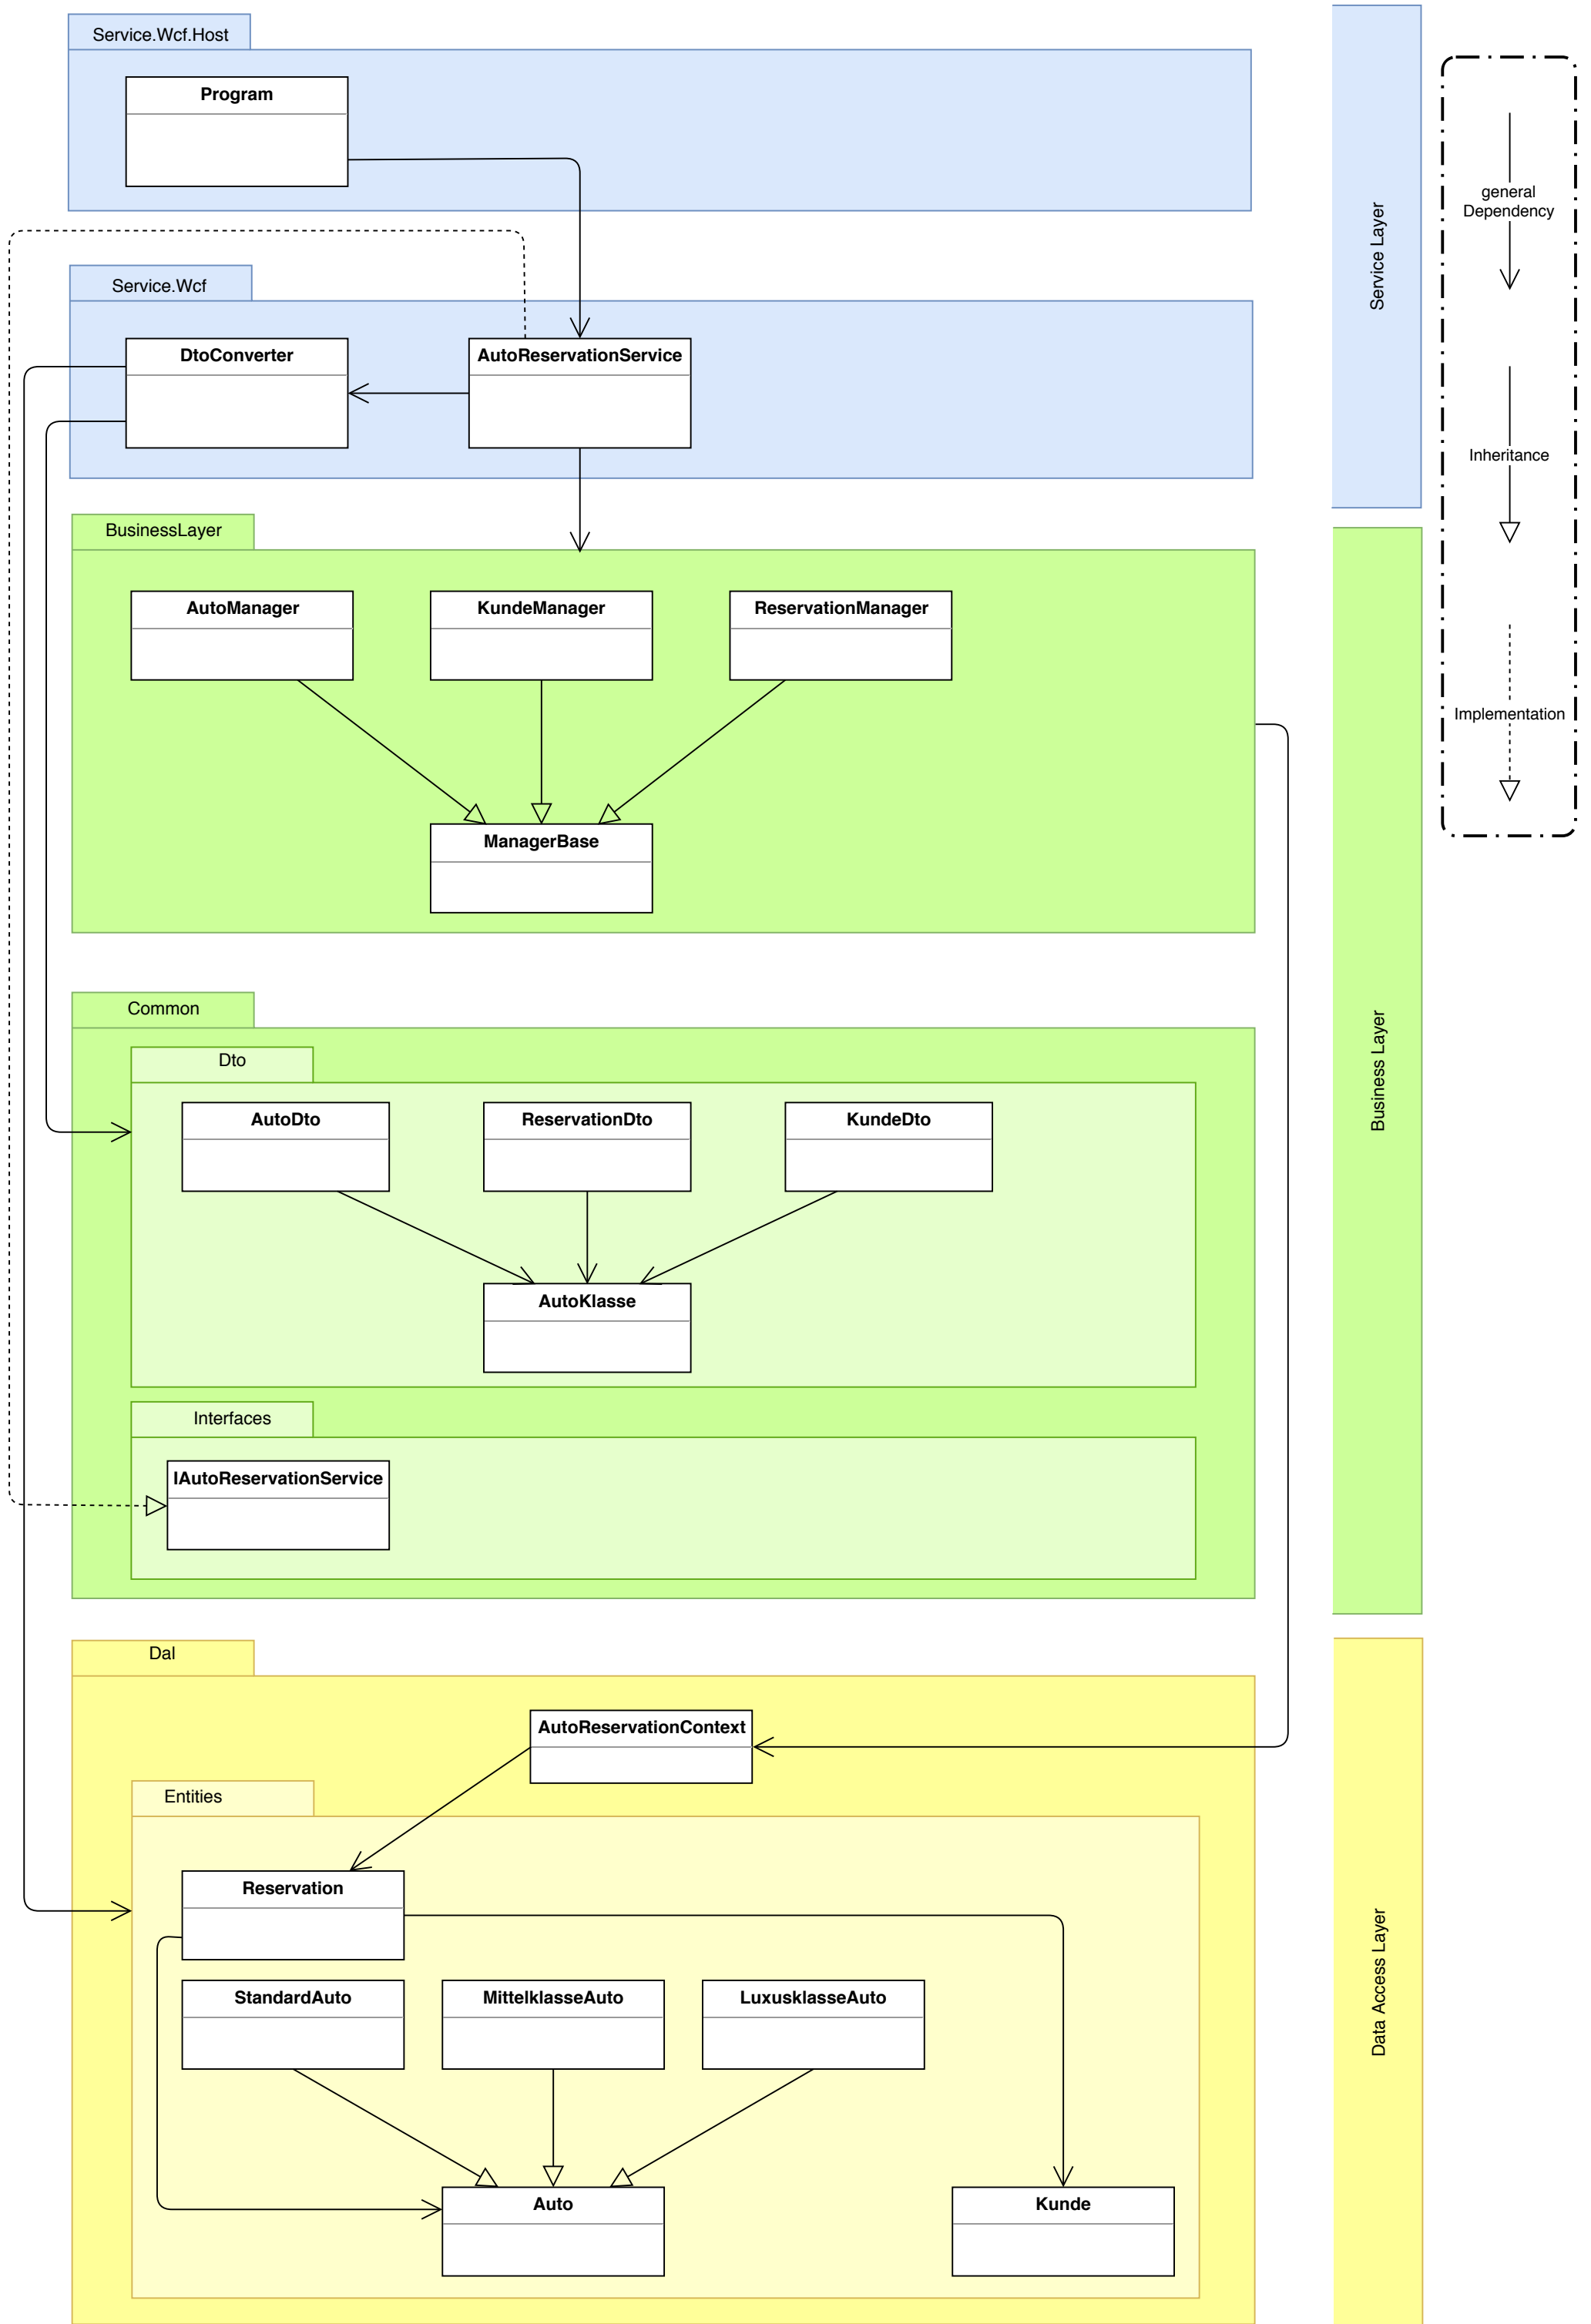 Service.Wcf.Host
Program
Service.Wcf
DtoConverter
AutoReservationService
BusinessLayer
AutoManager
KundeManager
ReservationManager
ManagerBase
Common
Dto
AutoDto
ReservationDto
KundeDto
AutoKlasse
Interfaces
IAutoReservationService
Dal
AutoReservationContext
Entities
Reservation
StandardAuto
MittelklasseAuto
LuxusklasseAuto
Auto
Kunde
Service Layer
Business Layer
Data Access Layer
general
Dependency
Inheritance
Implementation